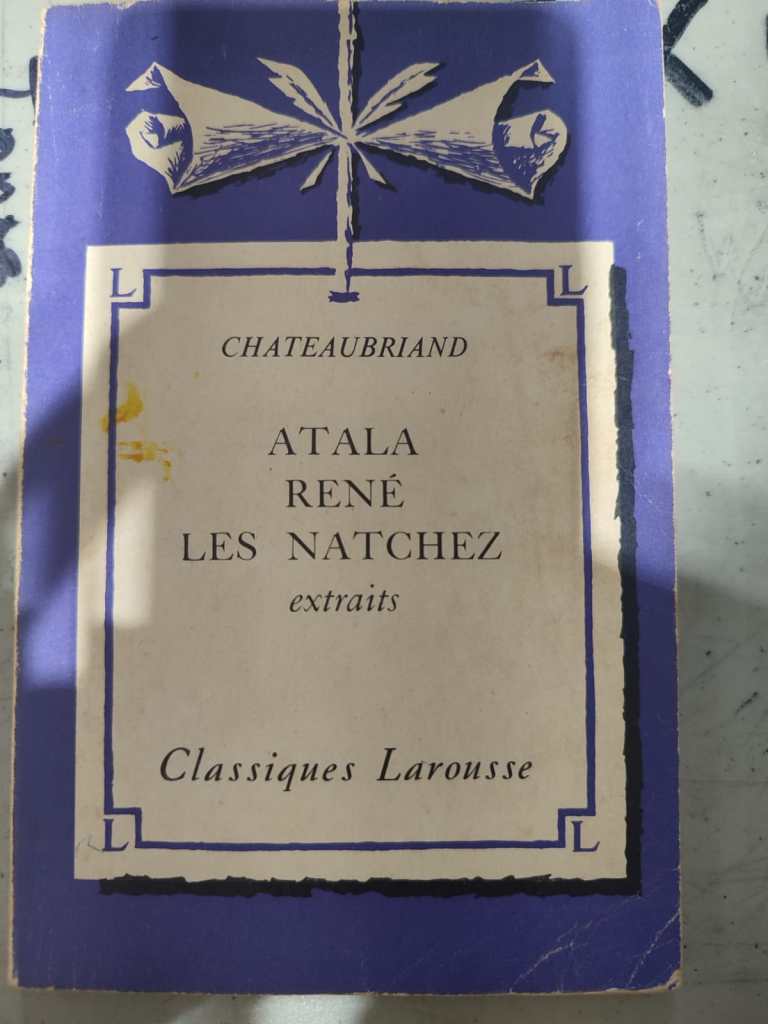 L L
CHATEAUBRIAND
ATALA
RENÉ
LES NATCHEZ
extraits
Classiques Larousse
L L